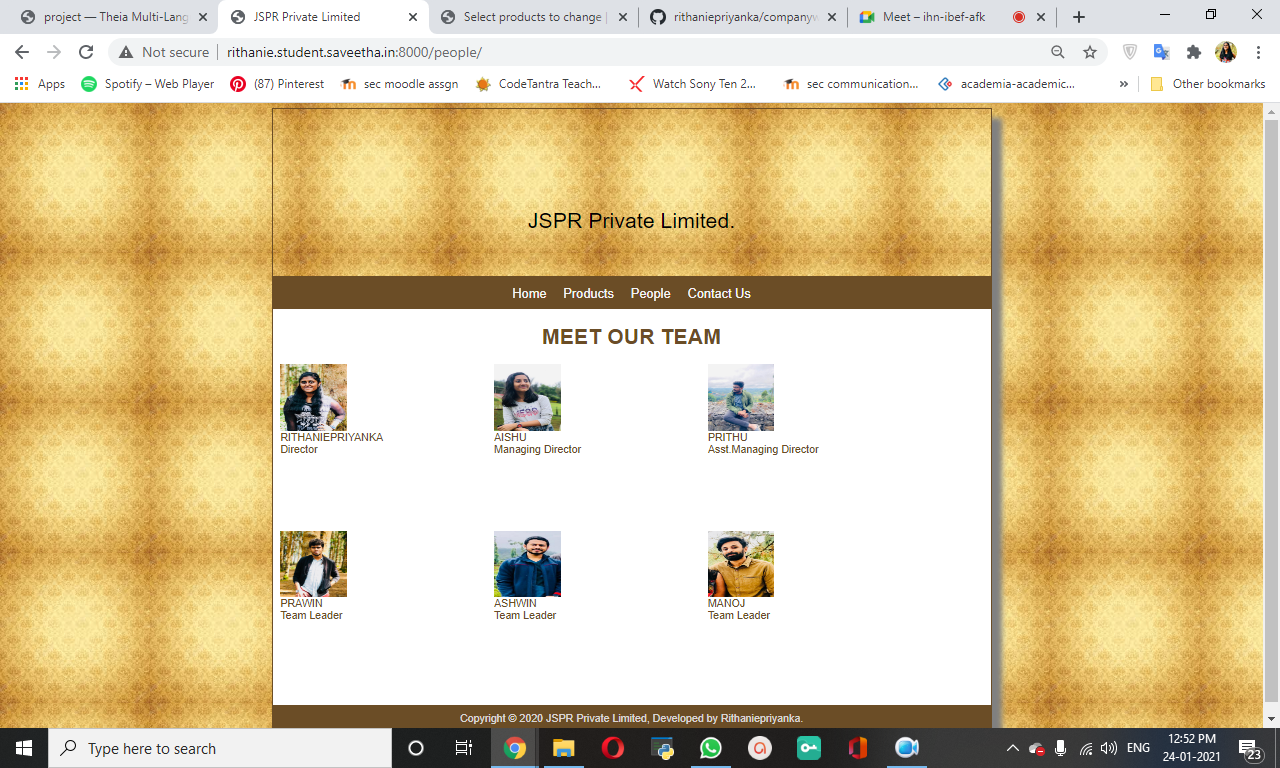 project — Theia Multi-Lang
JSPR Private Limited
Select products to change |
rithaniepriyanka/companyw
Meet – ihn-ibef-afk
Not secure
rithanie.student.saveetha.in:8000/people/
Apps
Spotify – Web Player
(87) Pinterest
sec moodle assgn
CodeTantra Teach...
Watch Sony Ten 2...
sec communication...
academia-academic...
»
Other bookmarks
JSPR Private Limited.
Home Products People Contact Us
MEET OUR TEAM
RITHANIEPRIYANKA
Director
AISHU
Managing Director
PRITHU
Asst.Managing Director
PRAWIN
Team Leader
ASHWIN
Team Leader
MANOJ
Team Leader
Copyright © 2020 JSPR Private Limited, Developed by Rithaniepriyanka.
Type here to search
ENG
12:52 PM
24-01-2021
23